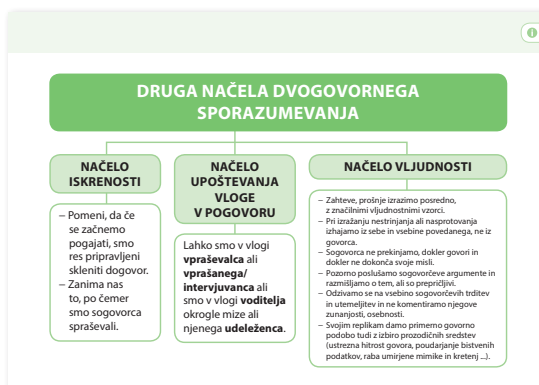 DRUGA NAČELA DVOGOVORNEGA
SPORAZUMEVANJA
NAČELO
ISKRENOSTI
– Pomeni, da če
se začnemo
pogajati, smo
res pripravljeni
skleniti dogovor.
– Zanima nas
to, po čemer
smo sogovorca
spraševali.
NAČELO
UPOŠTEVANJA
VLOGE
V POGOVORU
Lahko smo v vlogi
vpraševalca ali
vprašanega/
intervjuvanca ali
smo v vlogi voditelja
okrogle mize ali
njenega udeleženca.
NAČELO VLJUDNOSTI
– Zahteve, prošnje izrazimo posredno,
z značilnimi vljudnostnimi vzorci.
– Pri izražanju nestrinjanja ali nasprotovanja
izhajamo iz sebe in vsebine povedanega, ne iz
govorca.
– Sogovorca ne prekinjamo, dokler govori in
dokler ne dokonča svoje misli.
– Pozorno poslušamo sogovorčeve argumente in
razmišljamo o tem, ali so prepričljivi.
– Odzivamo se na vsebino sogovorčevih trditev
in utemeljitev in ne komentiramo njegove
zunanjosti, osebnosti.
– Svojim replikam damo primerno govorno
podobo tudi z izbiro prozodičnih sredstev
(ustrezna hitrost govora, poudarjanje bistvenih
podatkov, raba umirjene mimike in kretenj ...).